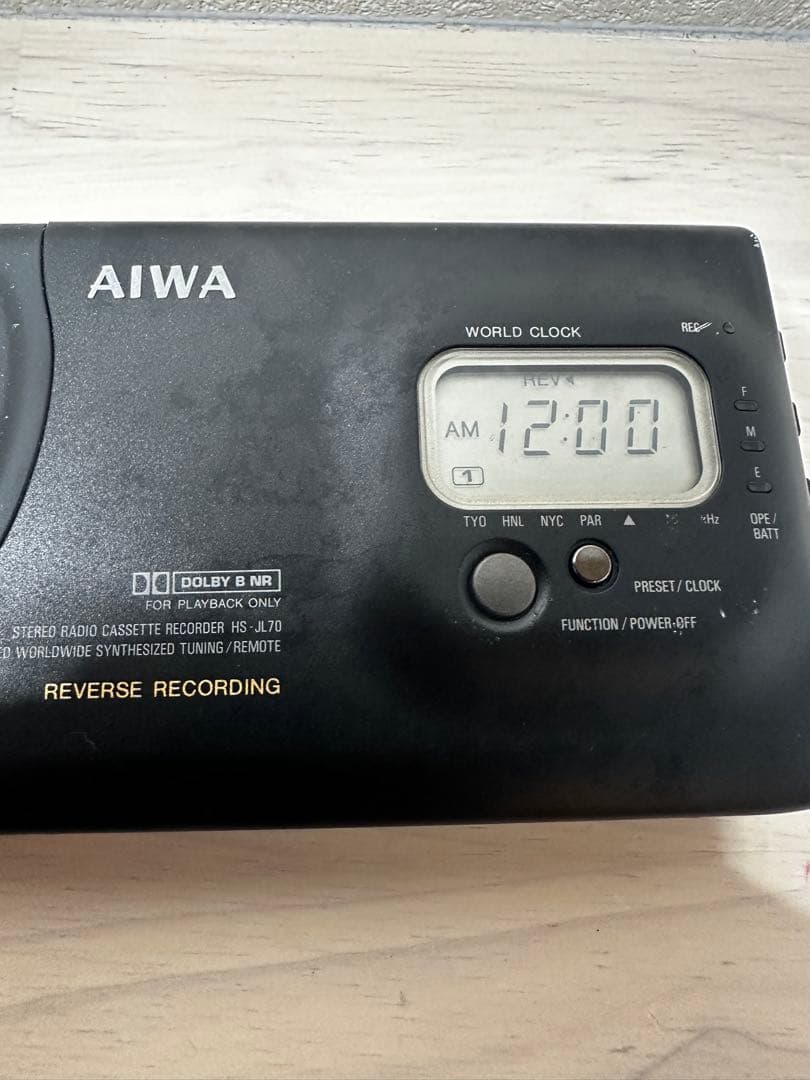 AIWA
WORLD CLOCK
REC
REV
AM 12:00
1
F
M
E
OPE/
BATT
TYO HNL NYC PAR
PRESET/CLOCK
FUNCTION/POWER·OFF
DOLBY B NR
FOR PLAYBACK ONLY
STEREO RADIO CASSETTE RECORDER HS-JL70
WORLDWIDE SYNTHESIZED TUNING/REMOTE
REVERSE RECORDING